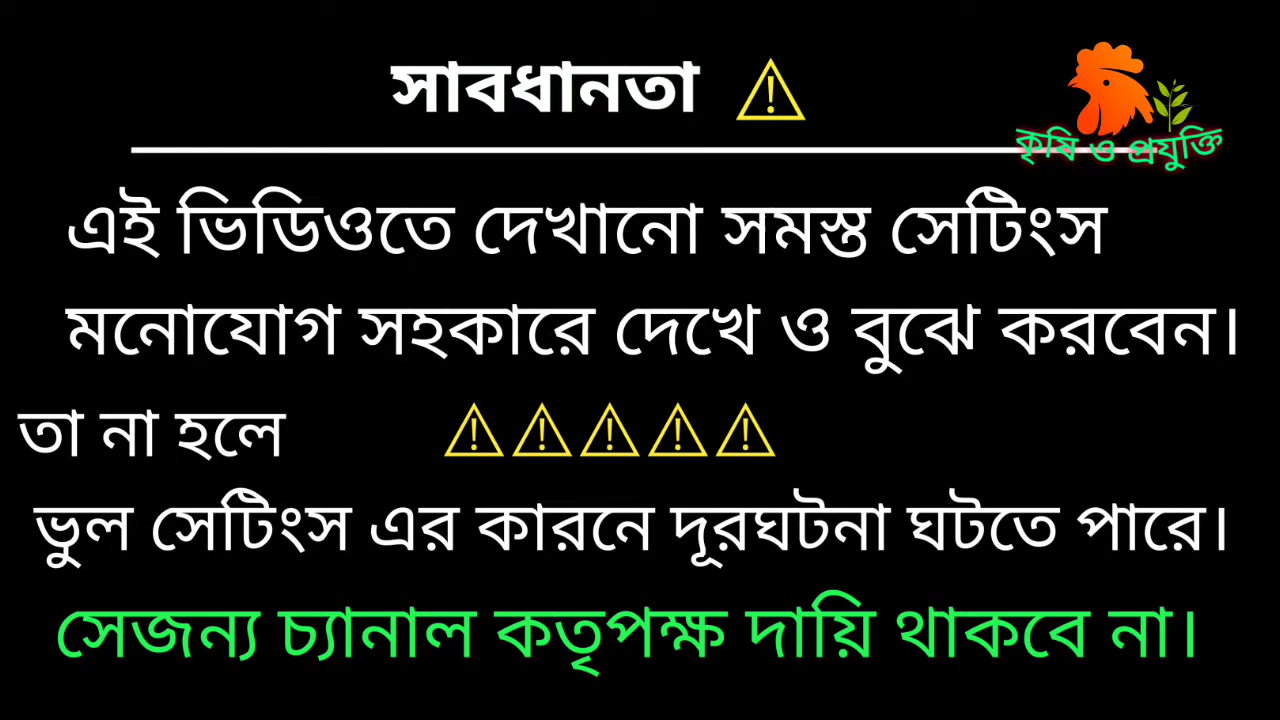 সাবধানতা ⚠
কৃষি ও প্রযুক্তি
এই ভিডিওতে দেখানো সমস্ত সেটিংস
মনোযোগ সহকারে দেখে ও বুঝে করবেন।
তা না হলে ⚠⚠⚠⚠⚠
ভুল সেটিংস এর কারনে দূরঘটনা ঘটতে পারে।
সেজন্য চ্যানাল কতৃপক্ষ দায়ি থাকবে না।